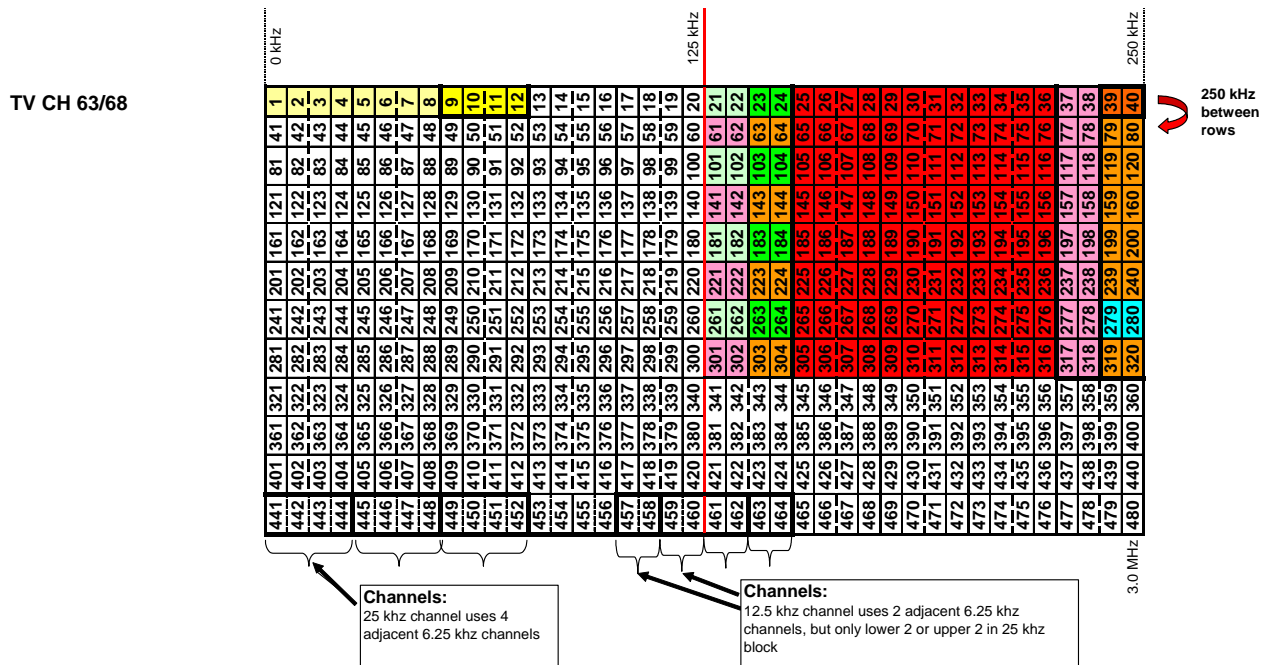 0 kHz 125 kHz 250 kHz
TV CH 63/68
250 kHz
between
rows
1 2 3 4 5 6 7 8 9 10 11 12 13 14 15 16 17 18 19 20 21 22 23 24 25 26 27 28 29 30 31 32 33 34 35 36 37 38 39 40
41 42 43 44 45 46 47 48 49 50 51 52 53 54 55 56 57 58 59 60 61 62 63 64 65 66 67 68 69 70 71 72 73 74 75 76 77 78 79 80
81 82 83 84 85 86 87 88 89 90 91 92 93 94 95 96 97 98 99 100 101 102 103 104 105 106 107 108 109 110 111 112 113 114 115 116 117 118 119 120
121 122 123 124 125 126 127 128 129 130 131 132 133 134 135 136 137 138 139 140 141 142 143 144 145 146 147 148 149 150 151 152 153 154 155 156 157 158 159 160
161 162 163 164 165 166 167 168 169 170 171 172 173 174 175 176 177 178 179 180 181 182 183 184 185 186 187 188 189 190 191 192 193 194 195 196 197 198 199 200
201 202 203 204 205 206 207 208 209 210 211 212 213 214 215 216 217 218 219 220 221 222 223 224 225 226 227 228 229 230 231 232 233 234 235 236 237 238 239 240
241 242 243 244 245 246 247 248 249 250 251 252 253 254 255 256 257 258 259 260 261 262 263 264 265 266 267 268 269 270 271 272 273 274 275 276 277 278 279 280
281 282 283 284 285 286 287 288 289 290 291 292 293 294 295 296 297 298 299 300 301 302 303 304 305 306 307 308 309 310 311 312 313 314 315 316 317 318 319 320
321 322 323 324 325 326 327 328 329 330 331 332 333 334 335 336 337 338 339 340 341 342 343 344 345 346 347 348 349 350 351 352 353 354 355 356 357 358 359 360
361 362 363 364 365 366 367 368 369 370 371 372 373 374 375 376 377 378 379 380 381 382 383 384 385 386 387 388 389 390 391 392 393 394 395 396 397 398 399 400
401 402 403 404 405 406 407 408 409 410 411 412 413 414 415 416 417 418 419 420 421 422 423 424 425 426 427 428 429 430 431 432 433 434 435 436 437 438 439 440
441 442 443 444 445 446 447 448 449 450 451 452 453 454 455 456 457 458 459 460 461 462 463 464 465 466 467 468 469 470 471 472 473 474 475 476 477 478 479 480
3.0 MHz
Channels:
25 khz channel uses 4
adjacent 6.25 khz channels
Channels:
12.5 khz channel uses 2 adjacent 6.25 khz
channels, but only lower 2 or upper 2 in 25 khz
block